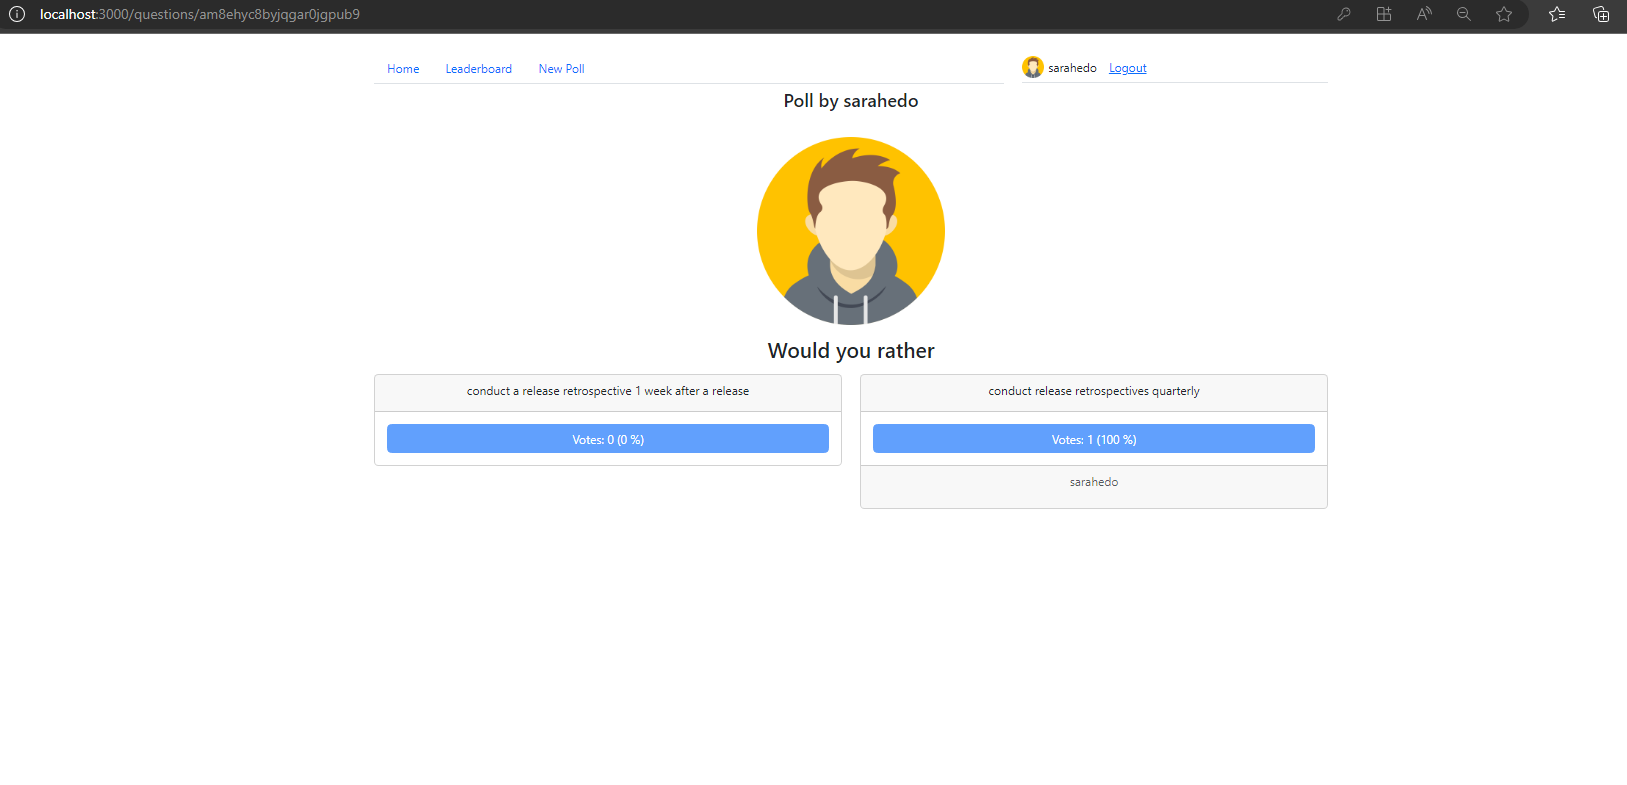 localhost:3000/questions/am8ehyc8byjqgar0jgpub9
Home Leaderboard New Poll sarahedo Logout
Poll by sarahedo
Would you rather
conduct a release retrospective 1 week after a release
Votes: 0 (0 %)
conduct release retrospectives quarterly
Votes: 1 (100 %)
sarahedo